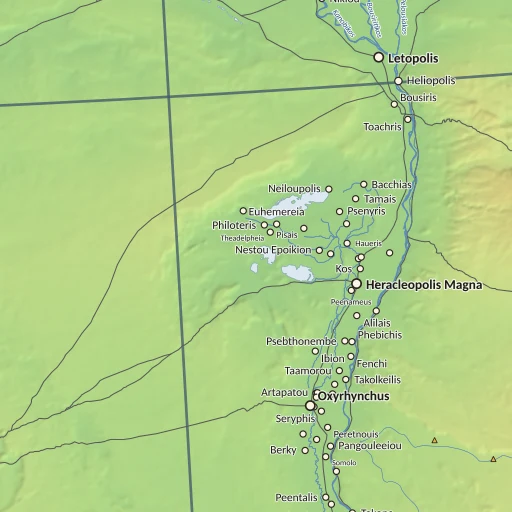 Nikiou
Letopolis
Heliopolis
Bousiris
Toachris
Neiloupolis
Bacchias
Tamais
Euhemereia
Psenyris
Philoteris
Pisais
Theadelpheia
Haueris
Nestou Epoikion
Kos
Heracleopolis Magna
Peenameus
Alilais
Phebichis
Psebthonembe
Ibion
Fenchi
Taamorou
Takolkeilis
Artapatou
Oxyrhynchus
Seryphis
Peretnouis
Berky
Pangouleeiou
Somolo
Peentalis